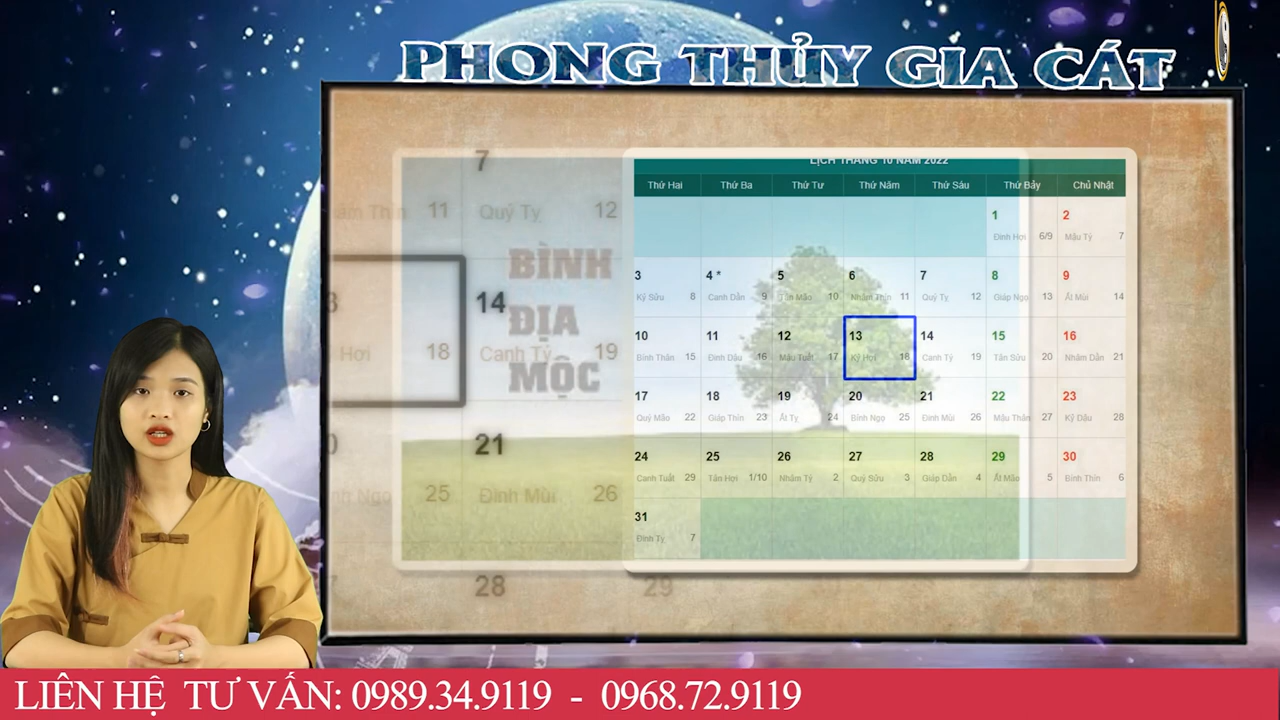 PHONG THỦY GIA CÁT
LỊCH THÁNG 10 NĂM 2022
Thứ Hai Thứ Ba Thứ Tư Thứ Năm Thứ Sáu Thứ Bảy Chủ Nhật
1 2
Đinh Hợi 6/9 Mậu Tý 7
3 4 * 5 6 7 8 9
Kỷ Sửu 8 Canh Dần 9 Tân Mão 10 Nhâm Thìn 11 Quý Tỵ 12 Giáp Ngọ 13 Ất Mùi 14
10 11 12 13 14 15 16
Bính Thân 15 Đinh Dậu 16 Mậu Tuất 17 Kỷ Hợi 18 Canh Tý 19 Tân Sửu 20 Nhâm Dần 21
17 18 19 20 21 22 23
Quý Mão 22 Giáp Thìn 23 Ất Tỵ 24 Bính Ngọ 25 Đinh Mùi 26 Mậu Thân 27 Kỷ Dậu 28
24 25 26 27 28 29 30
Canh Tuất 29 Tân Hợi 1/10 Nhâm Tý 2 Quý Sửu 3 Giáp Dần 4 Ất Mão 5 Bính Thìn 6
31
Đinh Tỵ 7
7
11 Quý Tỵ 12
BÌNH
ĐỊA
MỘC
14
Hợi 18 Canh Tý 19
21
Ngọ 25 Đinh Mùi 26
28 29
LIÊN HỆ TƯ VẤN: 0989.34.9119 - 0968.72.9119